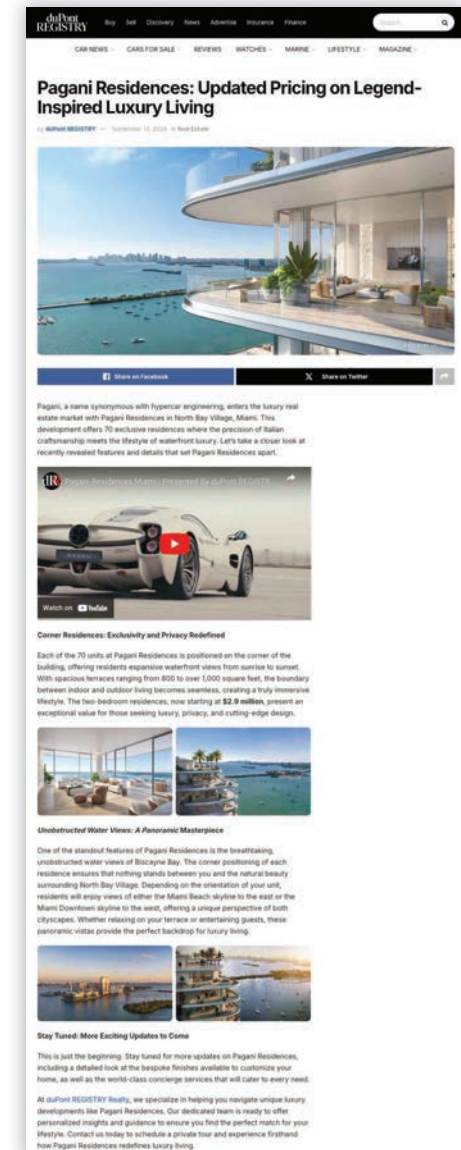 duPont
REGISTRY
Buy Sell Discovery News Advertise Insurance Finance
CAR NEWS CARS FOR SALE REVIEWS WATCHES MARINE LIFESTYLE MAGAZINE
Pagani Residences: Updated Pricing on Legend-
Inspired Luxury Living
by duPont REGISTRY — September 13, 2024 in Real Estate
Share on Facebook
Share on Twitter
Pagani, a name synonymous with hypercar engineering, enters the luxury real
estate market with Pagani Residences in North Bay Village, Miami. This
development offers 70 exclusive residences where the precision of Italian
craftsmanship meets the lifestyle of waterfront luxury. Let's take a closer look at
recently revealed features and details that set Pagani Residences apart.
dR Pagani Residences Miami | Presented By duPont REGISTR...
Watch on YouTube
Corner Residences: Exclusivity and Privacy Redefined
Each of the 70 units at Pagani Residences is positioned on the corner of the
building, offering residents expansive waterfront views from sunrise to sunset.
With spacious terraces ranging from 800 to over 1,000 square feet, the boundary
between indoor and outdoor living becomes seamless, creating a truly immersive
lifestyle. The two-bedroom residences, now starting at $2.9 million, present an
exceptional value for those seeking luxury, privacy, and cutting-edge design.
Unobstructed Water Views: A Panoramic Masterpiece
One of the standout features of Pagani Residences is the breathtaking,
unobstructed water views of Biscayne Bay. The corner positioning of each
residence ensures that nothing stands between you and the natural beauty
surrounding North Bay Village. Depending on the orientation of your unit,
residents will enjoy views of either the Miami Beach skyline to the east or the
Miami Downtown skyline to the west, offering a unique perspective of both
cityscapes. Whether relaxing on your terrace or entertaining guests, these
panoramic vistas provide the perfect backdrop for luxury living.
Stay Tuned: More Exciting Updates to Come
This is just the beginning. Stay tuned for more updates on Pagani Residences,
including a detailed look at the bespoke finishes available to customize your
home, as well as the world-class concierge services that will cater to every need.
At duPont REGISTRY Realty, we specialize in helping you navigate unique luxury
developments like Pagani Residences. Our dedicated team is ready to offer
personalized insights and guidance to ensure you find the perfect match for your
lifestyle. Contact us today to schedule a private tour and experience firsthand
how Pagani Residences redefines luxury living.